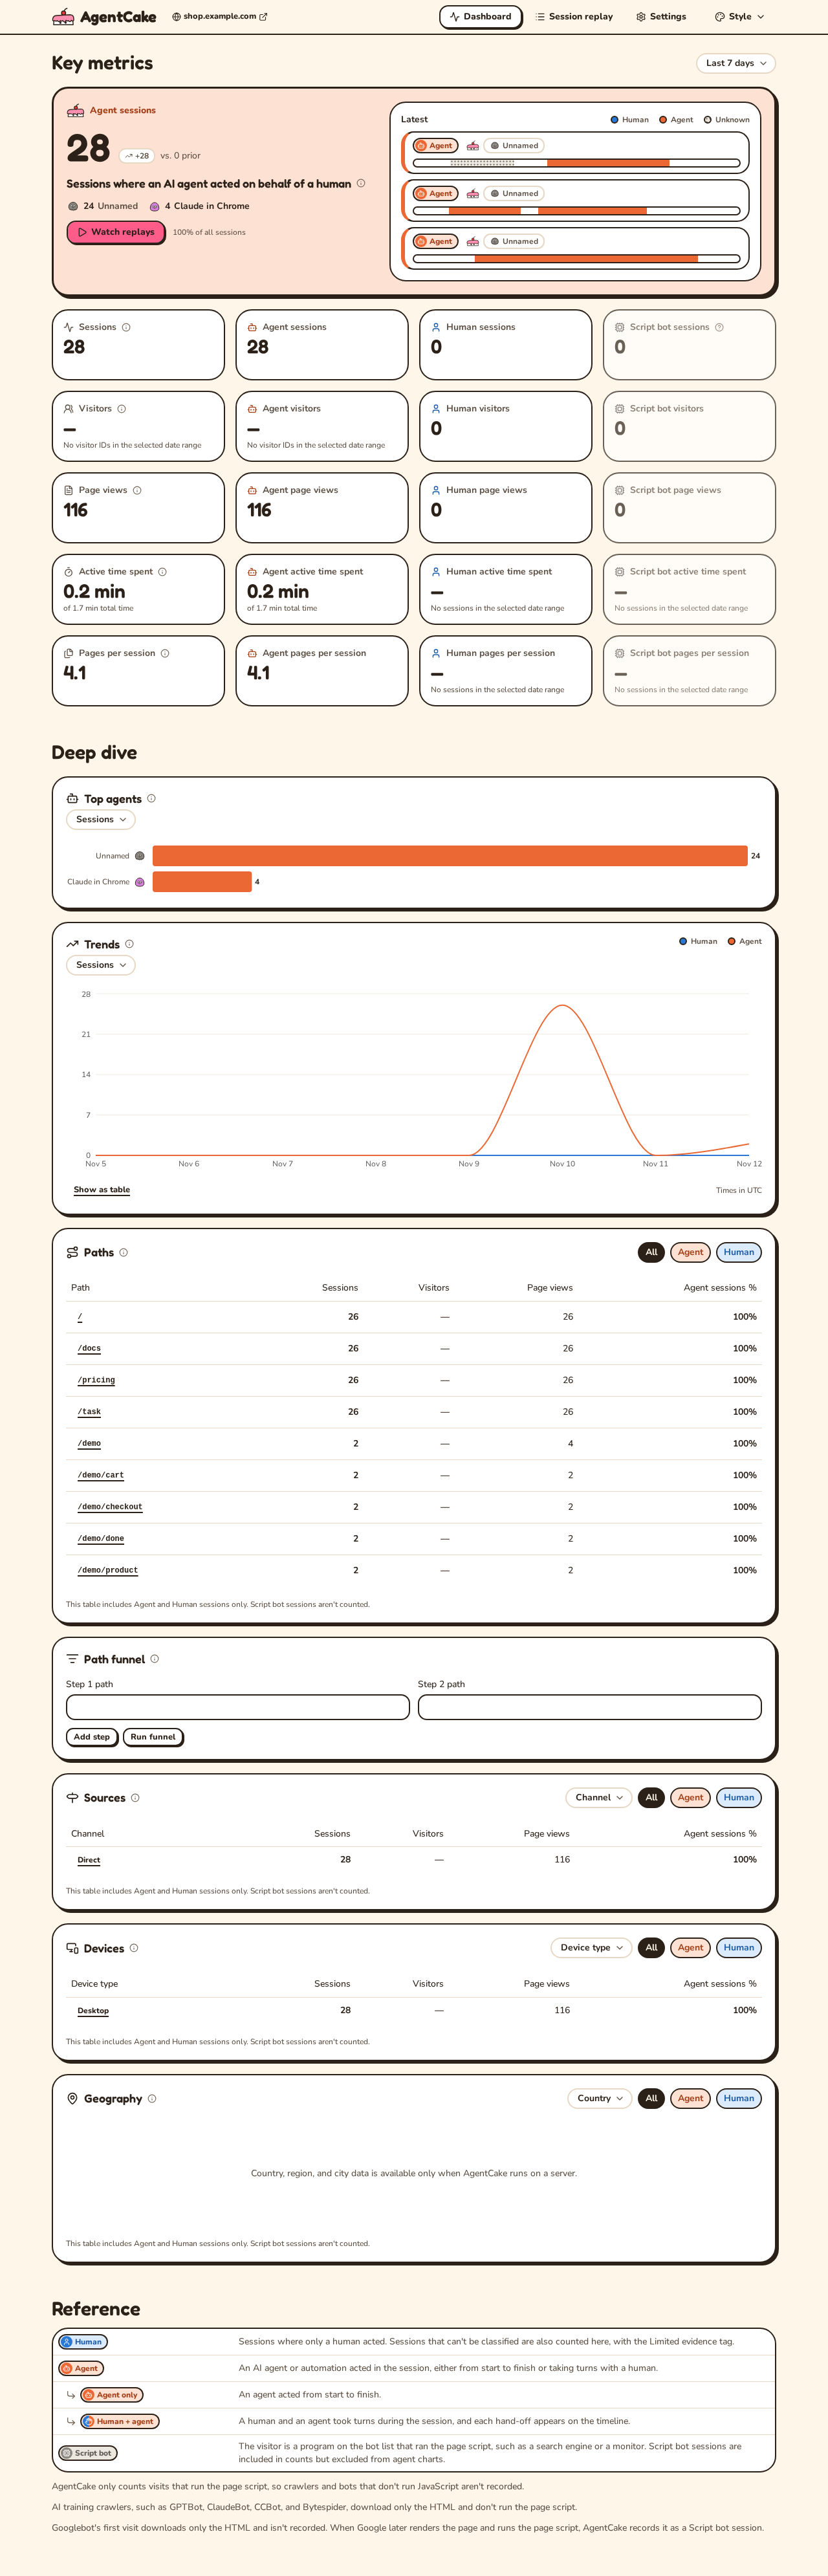 AgentCake
shop.example.com
Dashboard
Session replay
Settings
Style
Key metrics
Last 7 days
Agent sessions
28
+28
vs. 0 prior
Sessions where an AI agent acted on behalf of a human
24 Unnamed
4 Claude in Chrome
Watch replays
100% of all sessions
Latest
Human
Agent
Unknown
Agent
Unnamed
Agent
Unnamed
Agent
Unnamed
Sessions
28
Agent sessions
28
Human sessions
0
Script bot sessions
0
Visitors
—
No visitor IDs in the selected date range
Agent visitors
—
No visitor IDs in the selected date range
Human visitors
0
Script bot visitors
0
Page views
116
Agent page views
116
Human page views
0
Script bot page views
0
Active time spent
0.2 min
of 1.7 min total time
Agent active time spent
0.2 min
of 1.7 min total time
Human active time spent
—
No sessions in the selected date range
Script bot active time spent
—
No sessions in the selected date range
Pages per session
4.1
Agent pages per session
4.1
Human pages per session
—
No sessions in the selected date range
Script bot pages per session
—
No sessions in the selected date range
Deep dive
Top agents
Sessions
Unnamed 24
Claude in Chrome 4
Trends
Human
Agent
Sessions
28
21
14
7
0
Nov 5 Nov 6 Nov 7 Nov 8 Nov 9 Nov 10 Nov 11 Nov 12
Show as table
Times in UTC
Paths
All Agent Human
Path Sessions Visitors Page views Agent sessions %
/ 26 — 26 100%
/docs 26 — 26 100%
/pricing 26 — 26 100%
/task 26 — 26 100%
/demo 2 — 4 100%
/demo/cart 2 — 2 100%
/demo/checkout 2 — 2 100%
/demo/done 2 — 2 100%
/demo/product 2 — 2 100%
This table includes Agent and Human sessions only. Script bot sessions aren't counted.
Path funnel
Step 1 path
Step 2 path
Add step
Run funnel
Sources
Channel All Agent Human
Channel Sessions Visitors Page views Agent sessions %
Direct 28 — 116 100%
This table includes Agent and Human sessions only. Script bot sessions aren't counted.
Devices
Device type All Agent Human
Device type Sessions Visitors Page views Agent sessions %
Desktop 28 — 116 100%
This table includes Agent and Human sessions only. Script bot sessions aren't counted.
Geography
Country All Agent Human
Country, region, and city data is available only when AgentCake runs on a server.
This table includes Agent and Human sessions only. Script bot sessions aren't counted.
Reference
Human
Sessions where only a human acted. Sessions that can't be classified are also counted here, with the Limited evidence tag.
Agent
An AI agent or automation acted in the session, either from start to finish or taking turns with a human.
Agent only
An agent acted from start to finish.
Human + agent
A human and an agent took turns during the session, and each hand-off appears on the timeline.
Script bot
The visitor is a program on the bot list that ran the page script, such as a search engine or a monitor. Script bot sessions are
included in counts but excluded from agent charts.
AgentCake only counts visits that run the page script, so crawlers and bots that don't run JavaScript aren't recorded.
AI training crawlers, such as GPTBot, ClaudeBot, CCBot, and Bytespider, download only the HTML and don't run the page script.
Googlebot's first visit downloads only the HTML and isn't recorded. When Google later renders the page and runs the page script, AgentCake records it as a Script bot session.